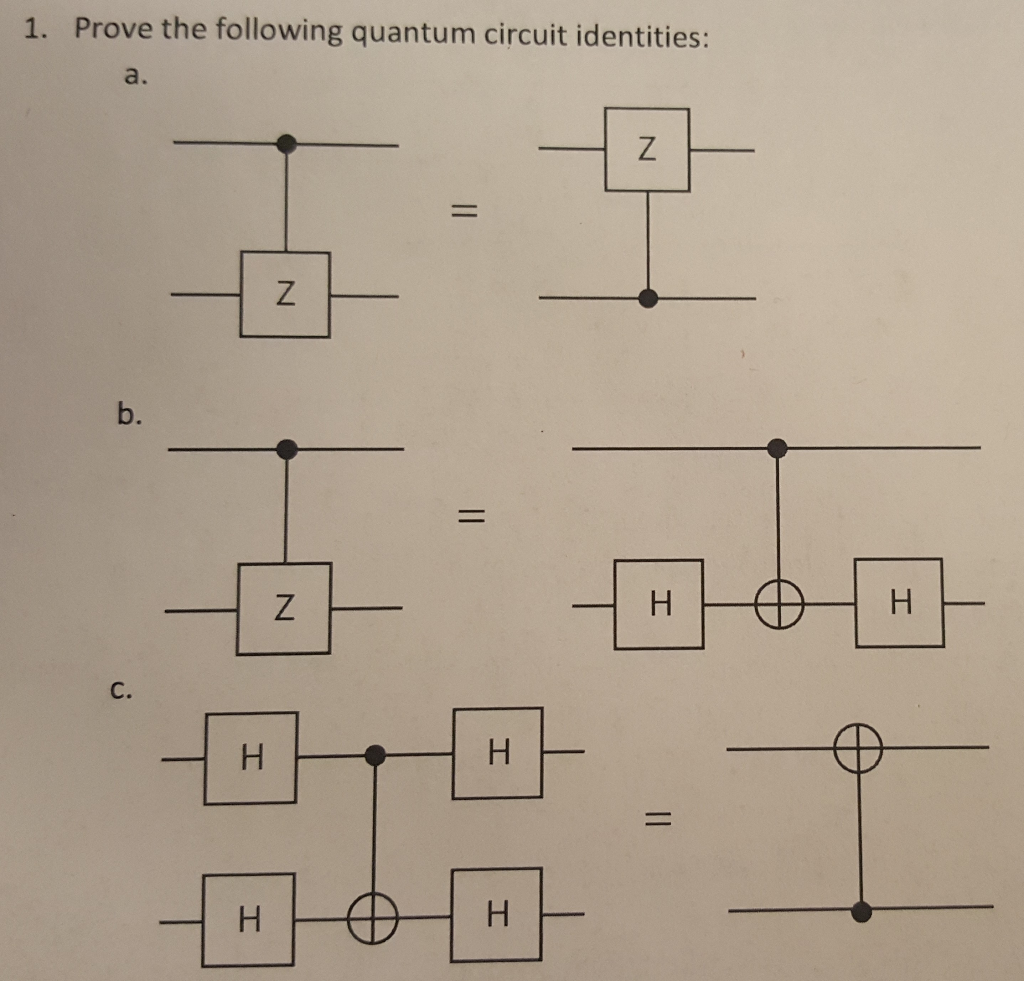 1. Prove the following quantum circuit identities:
a.
Z
=
Z
b.
=
Z
H
H
c.
H
H
=
H
H